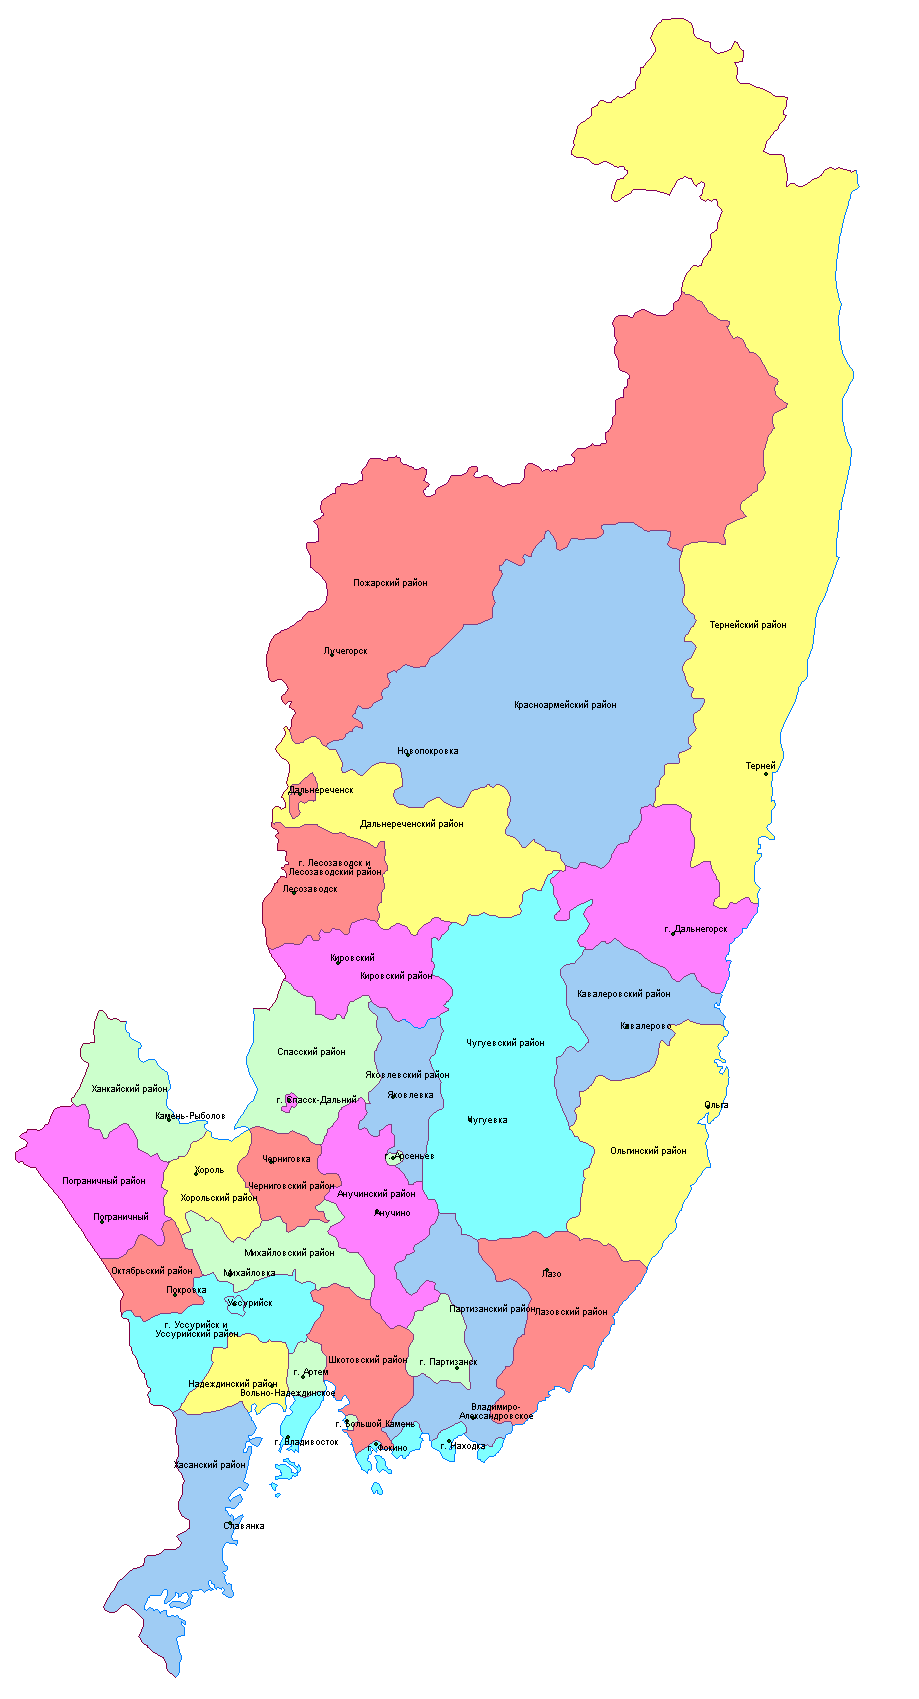 Пожарский район
Тернейский район
Лучегорск
Красноармейский район
Новопокровка
Терней
Дальнереченск
Дальнереченский район
г. Лесозаводск и
Лесозаводский район
Лесозаводск
г. Дальнегорск
Кировский
Кировский район
Кавалеровский район
Кавалерово
Чугуевский район
Спасский район
Яковлевский район
Ханкайский район
Яковлевка
г. Спасск-Дальний
Ольга
Камень-Рыболов
Чугуевка
Ольгинский район
г. Арсеньев
Черниговка
Хороль
Пограничный район
Черниговский район
Анучинский район
Хорольский район
Анучино
Пограничный
Михайловский район
Октябрьский район
Михайловка
Лазо
Покровка
Уссурийск
Партизанский район
Лазовский район
г. Уссурийск и
Уссурийский район
Шкотовский район
г. Партизанск
г. Артем
Надеждинский район
Вольно-Надеждинское
Владимиро-
Александровское
г. Большой Камень
г. Владивосток
г. Фокино
г. Находка
Хасанский район
Славянка